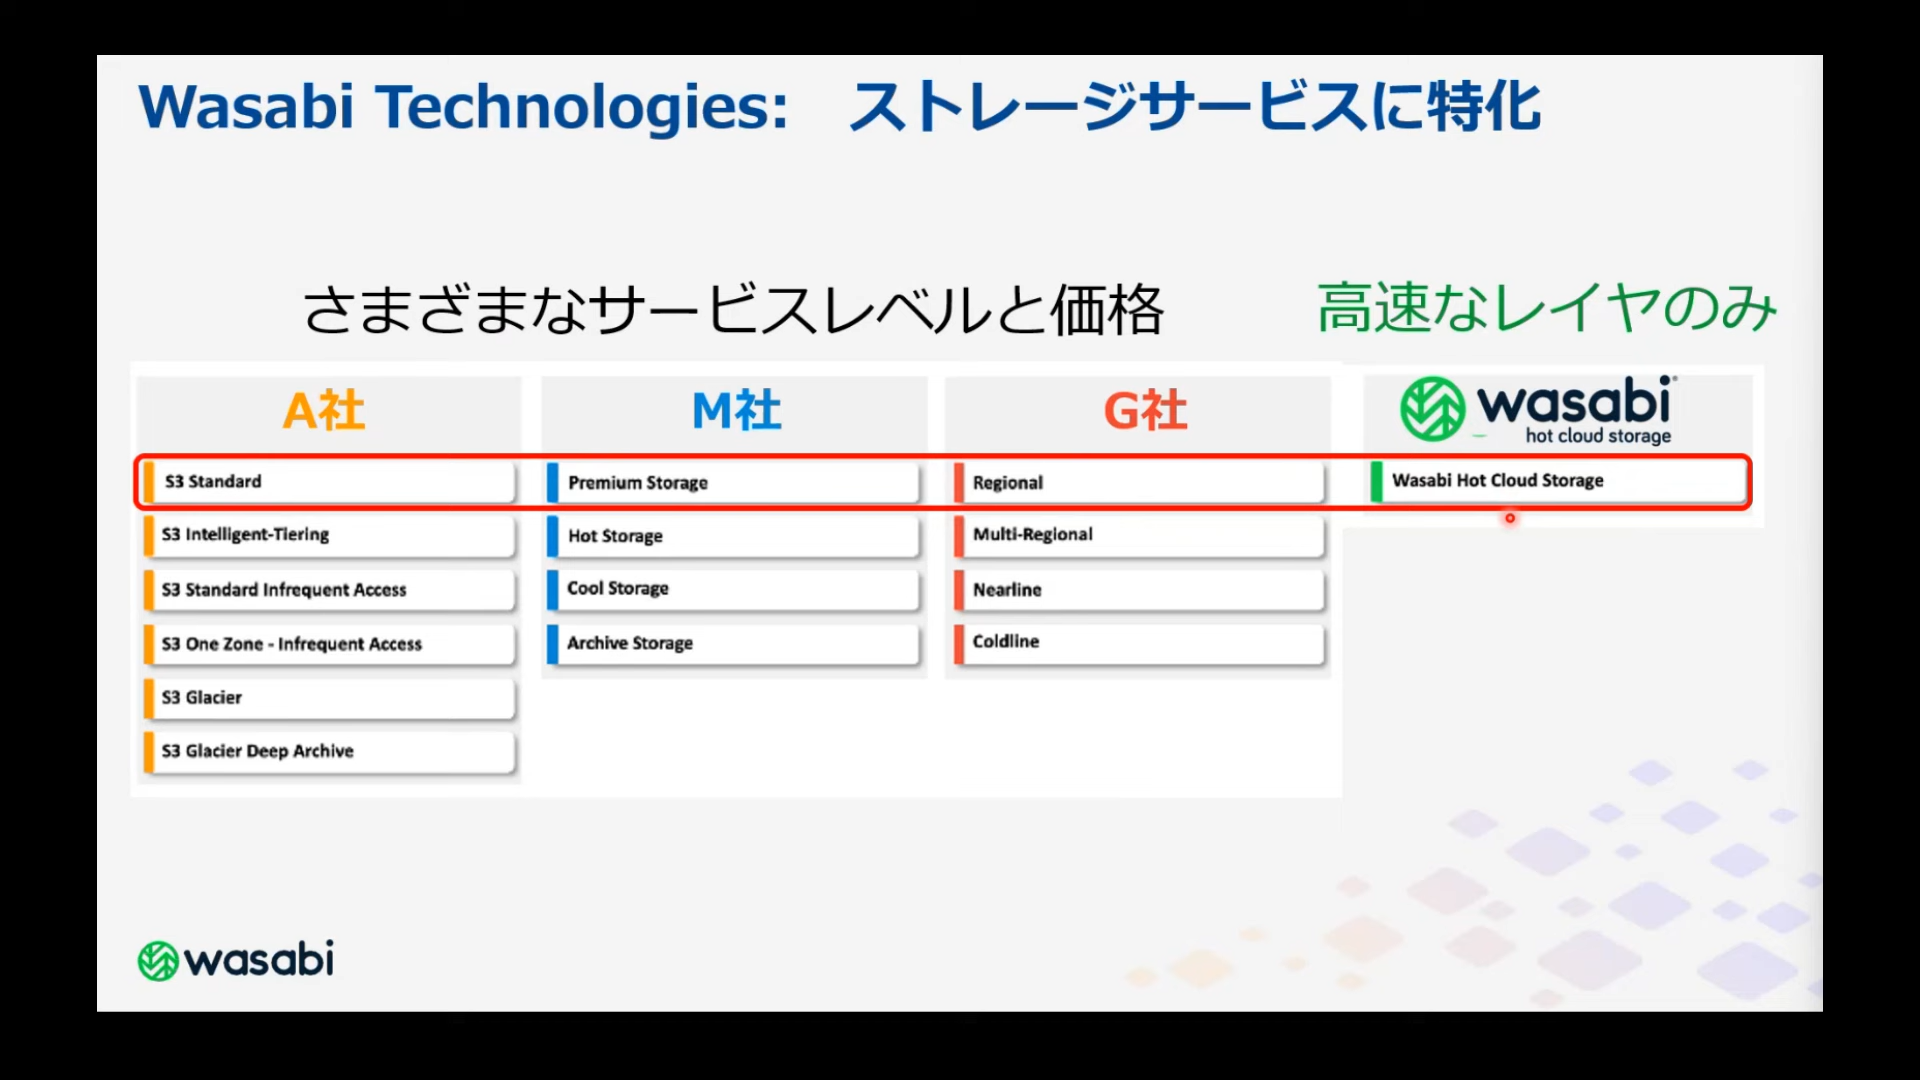 Wasabi Technologies: ストレージサービスに特化
さまざまなサービスレベルと価格
高速なレイヤのみ
A社
S3 Standard
S3 Intelligent-Tiering
S3 Standard Infrequent Access
S3 One Zone - Infrequent Access
S3 Glacier
S3 Glacier Deep Archive
M社
Premium Storage
Hot Storage
Cool Storage
Archive Storage
G社
Regional
Multi-Regional
Nearline
Coldline
wasabi
hot cloud storage
Wasabi Hot Cloud Storage
wasabi